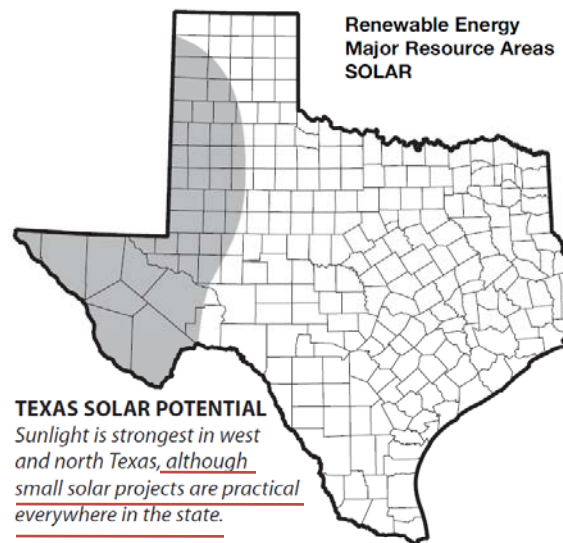 Renewable Energy
Major Resource Areas
SOLAR
TEXAS SOLAR POTENTIAL
Sunlight is strongest in west
and north Texas, although
small solar projects are practical
everywhere in the state.